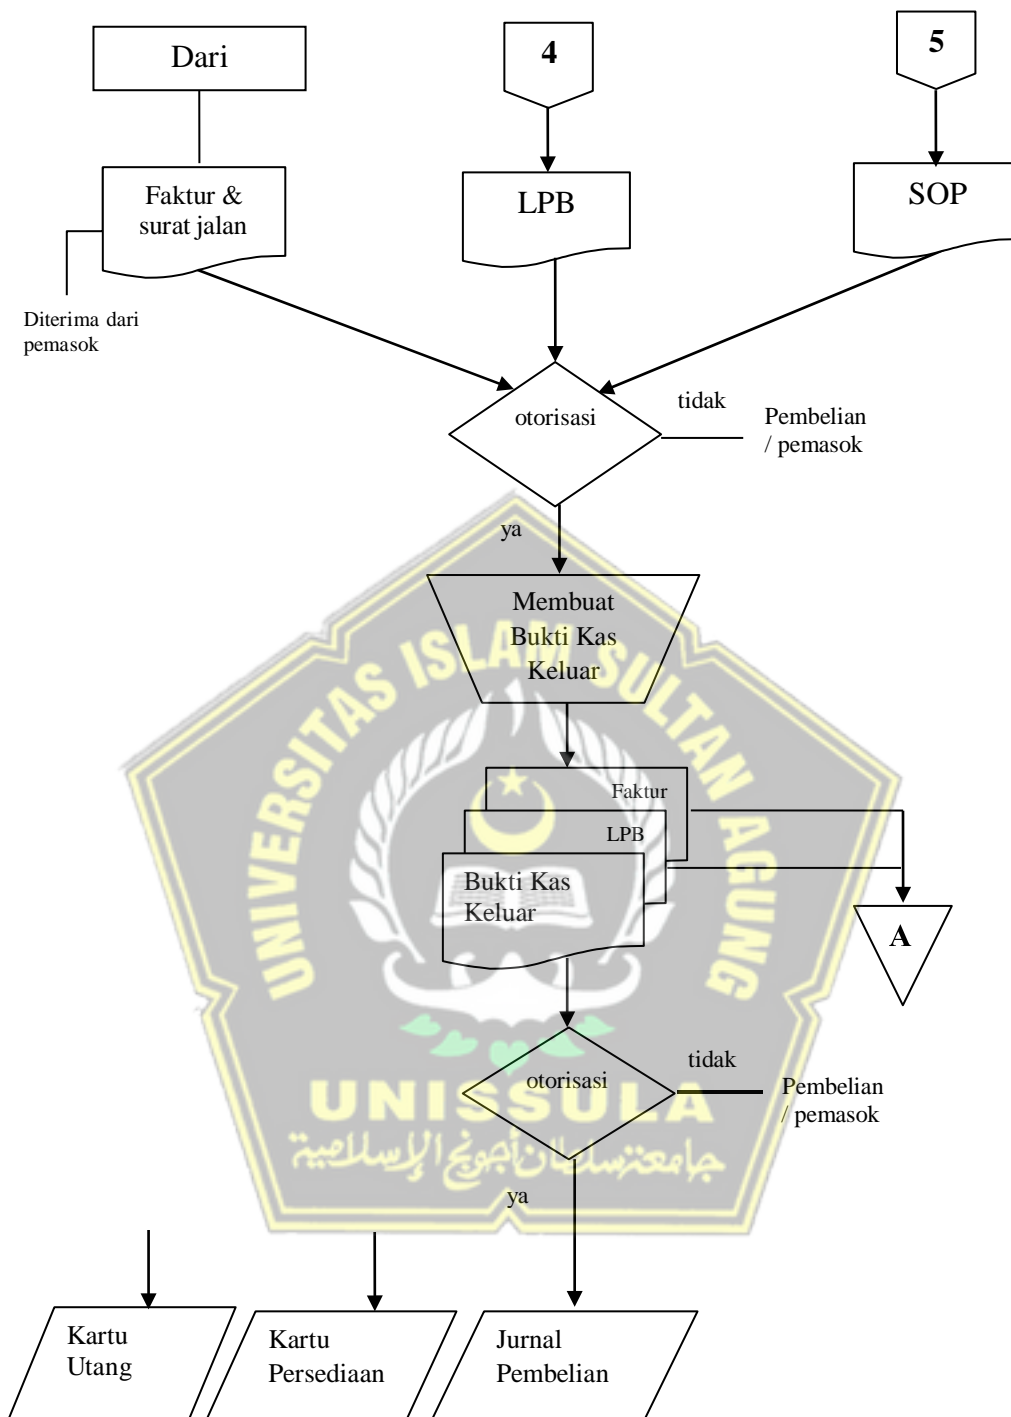 Dari
4
5
Faktur &
surat jalan
LPB
SOP
Diterima dari
pemasok
otorisasi
tidak
Pembelian
/ pemasok
ya
Membuat
Bukti Kas
Keluar
UNIVERSITAS ISLAM SULTAN AGUNG
Faktur
LPB
Bukti Kas
Keluar
A
otorisasi
tidak
Pembelian
/ pemasok
UNISSULA
جامعتنسلطان أجونج الإسلامية
ya
Kartu
Utang
Kartu
Persediaan
Jurnal
Pembelian